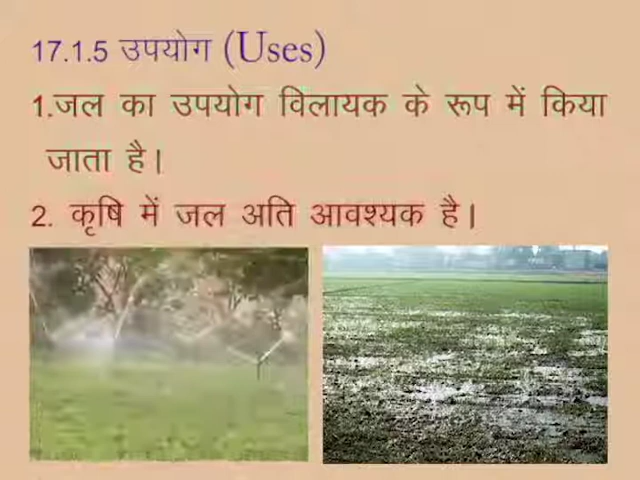 17.1.5 उपयोग (Uses)
1.जल का उपयोग विलायक के रूप में किया
जाता है।
2. कृषि में जल अति आवश्यक है।